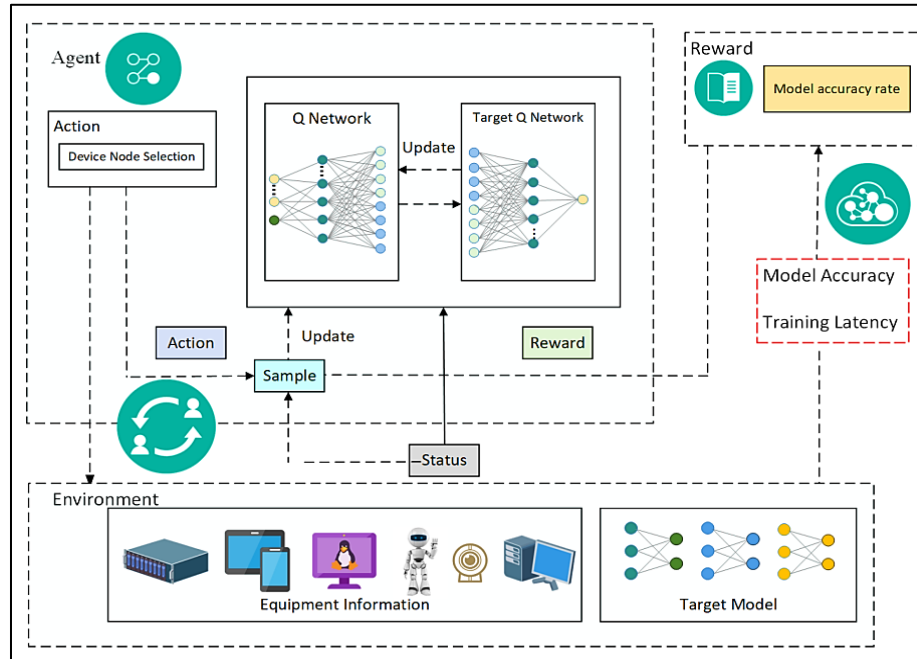 Agent
Action
Device Node Selection
Q Network
Target Q Network
Update
Reward
Model accuracy rate
Model Accuracy
Training Latency
Action
Update
Reward
Sample
Status
Environment
Equipment Information
Target Model